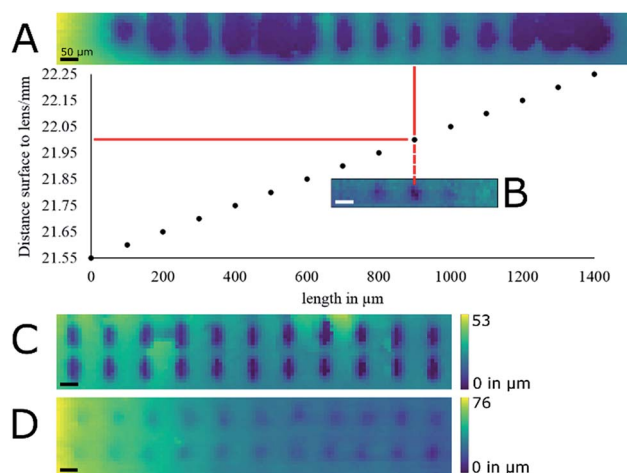 A
50 µm
Distance surface to lens/mm
22.25
22.15
22.05
21.95
21.85
21.75
21.65
21.55
B
0
200
400
600
800
1000
1200
1400
length in µm
C
53
0 in µm
D
76
0 in µm